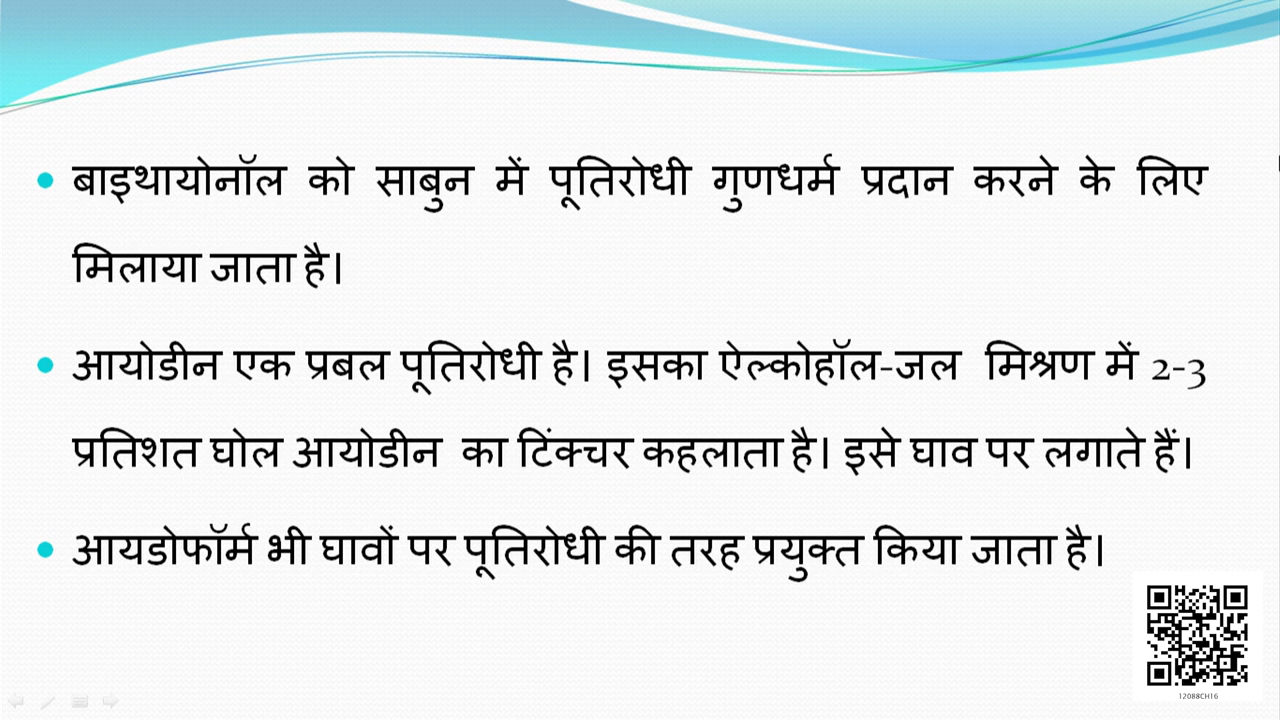 बाइथायोनॉल को साबुन में पूतिरोधी गुणधर्म प्रदान करने के लिए
मिलाया जाता है।
आयोडीन एक प्रबल पूतिरोधी है। इसका ऐल्कोहॉल-जल मिश्रण में 2-3
प्रतिशत घोल आयोडीन का टिंक्चर कहलाता है। इसे घाव पर लगाते हैं।
आयडोफॉर्म भी घावों पर पूतिरोधी की तरह प्रयुक्त किया जाता है।
12088CH16